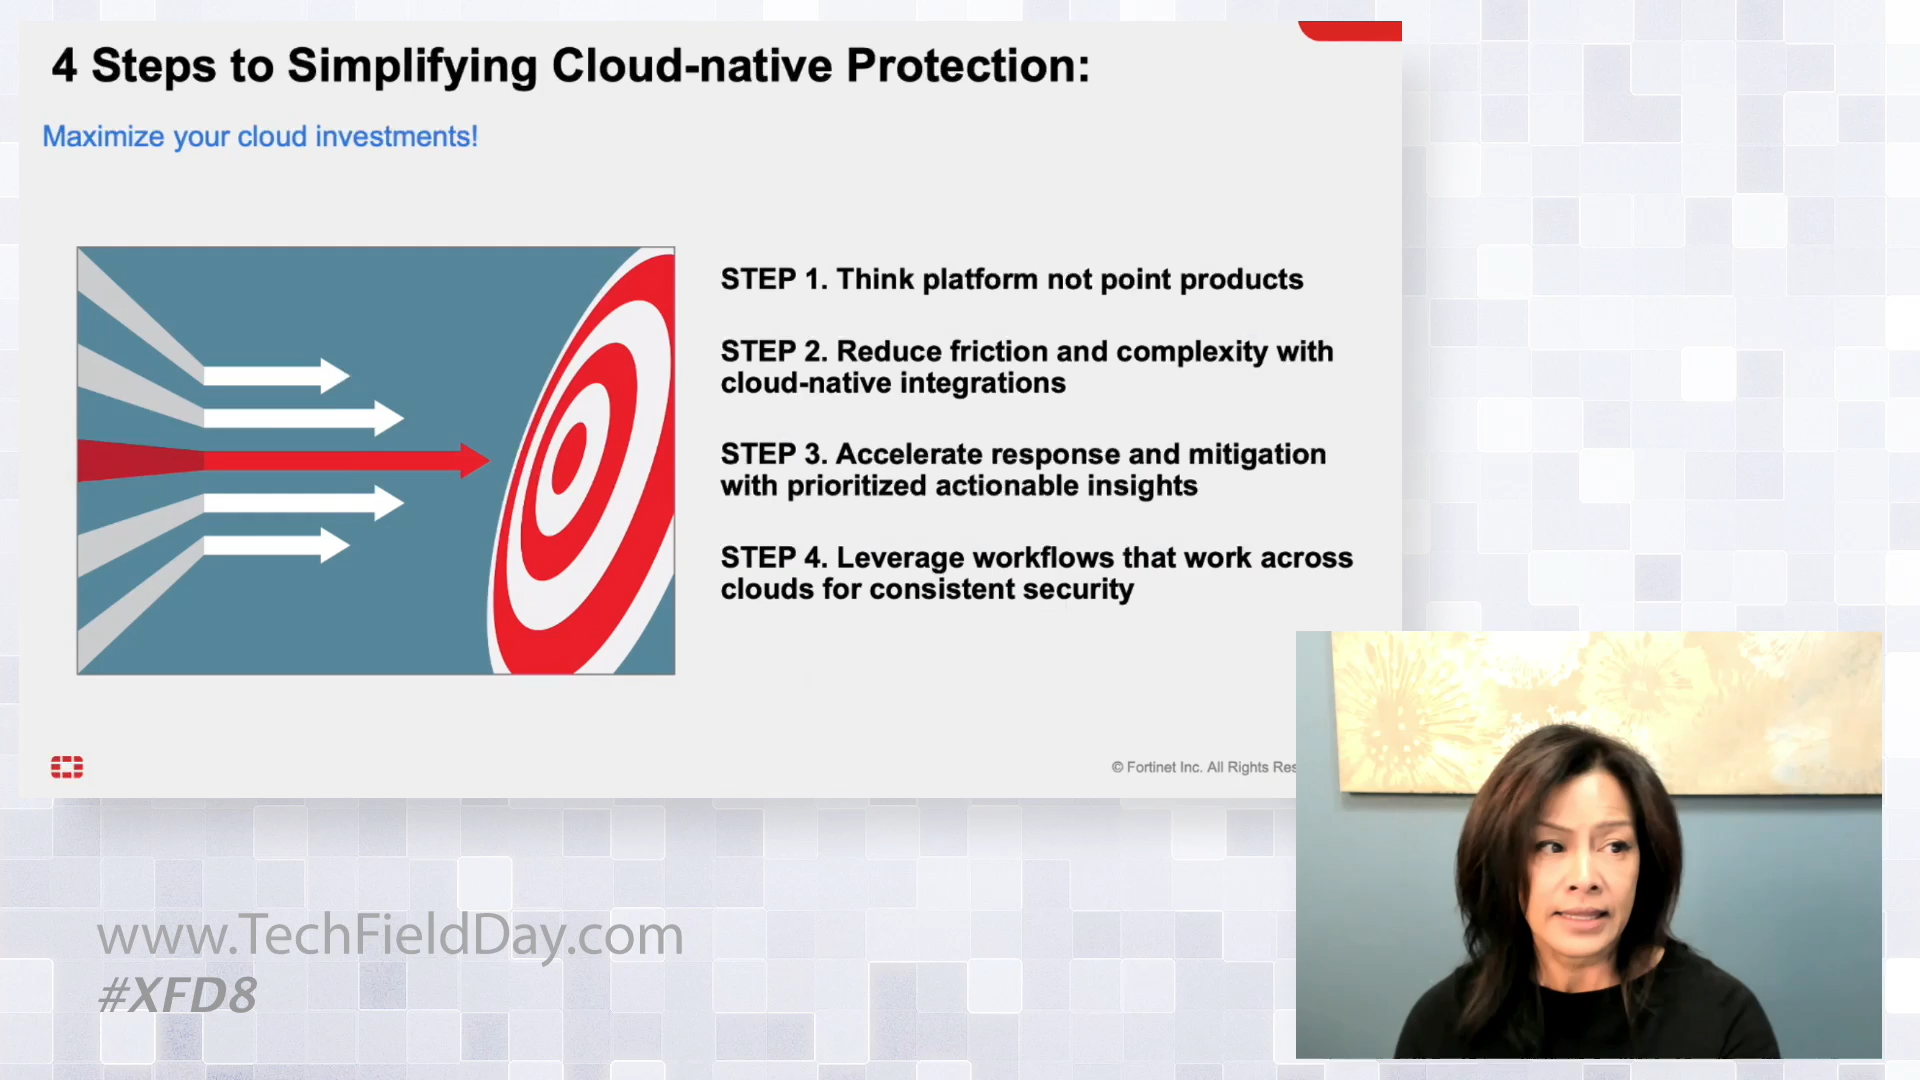 4 Steps to Simplifying Cloud-native Protection:
Maximize your cloud investments!
STEP 1. Think platform not point products
STEP 2. Reduce friction and complexity with
cloud-native integrations
STEP 3. Accelerate response and mitigation
with prioritized actionable insights
STEP 4. Leverage workflows that work across
clouds for consistent security
© Fortinet Inc. All Rights
www.TechFieldDay.com
#XFD8